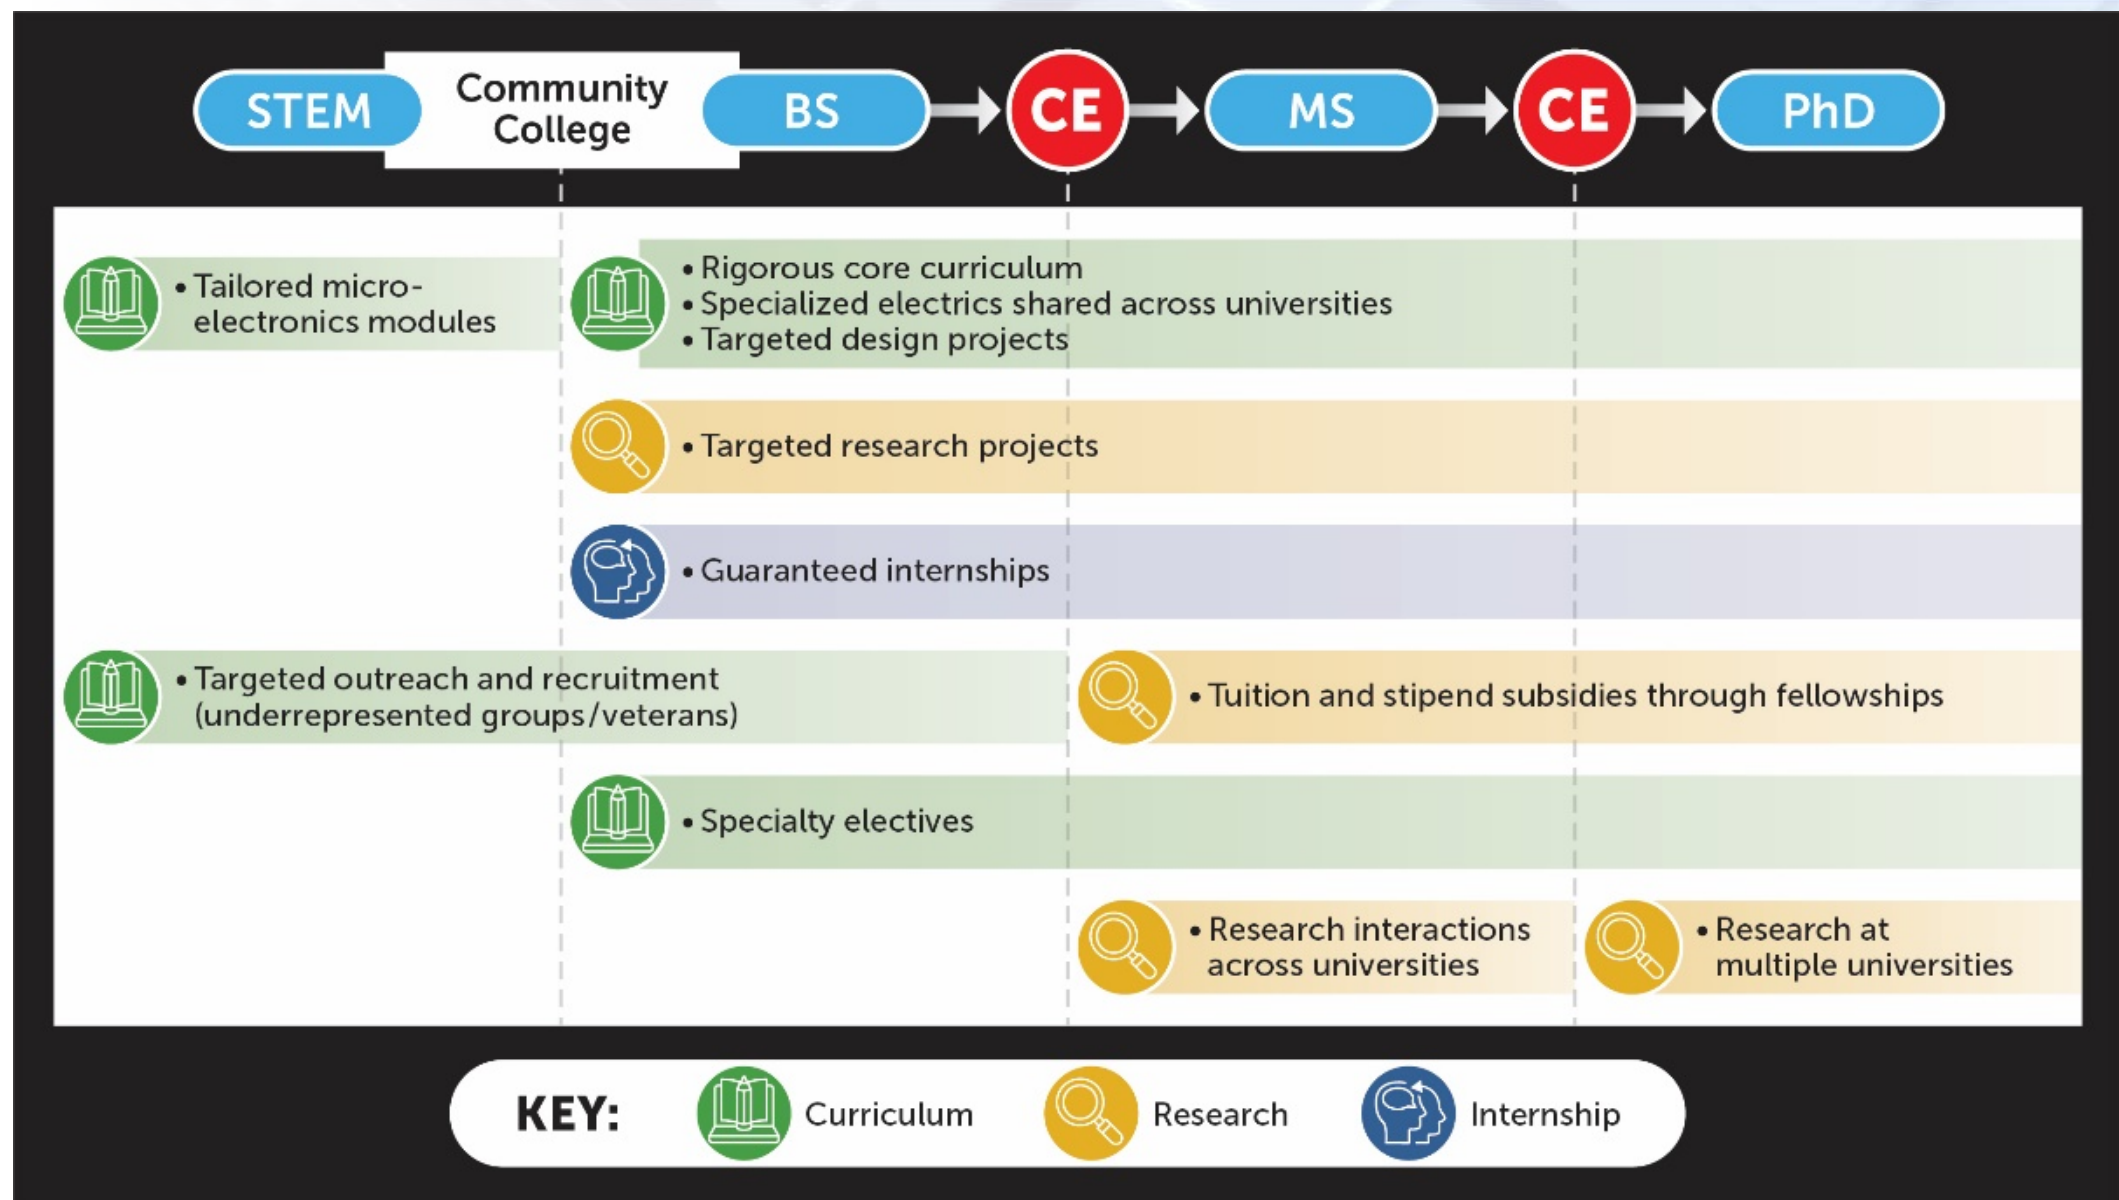 STEM
Community
College
BS
CE
MS
CE
PhD
• Tailored micro-
electronics modules
• Rigorous core curriculum
• Specialized electrics shared across universities
• Targeted design projects
• Targeted research projects
• Guaranteed internships
• Targeted outreach and recruitment
(underrepresented groups/veterans)
• Tuition and stipend subsidies through fellowships
• Specialty electives
• Research interactions
across universities
• Research at
multiple universities
KEY:
Curriculum
Research
Internship